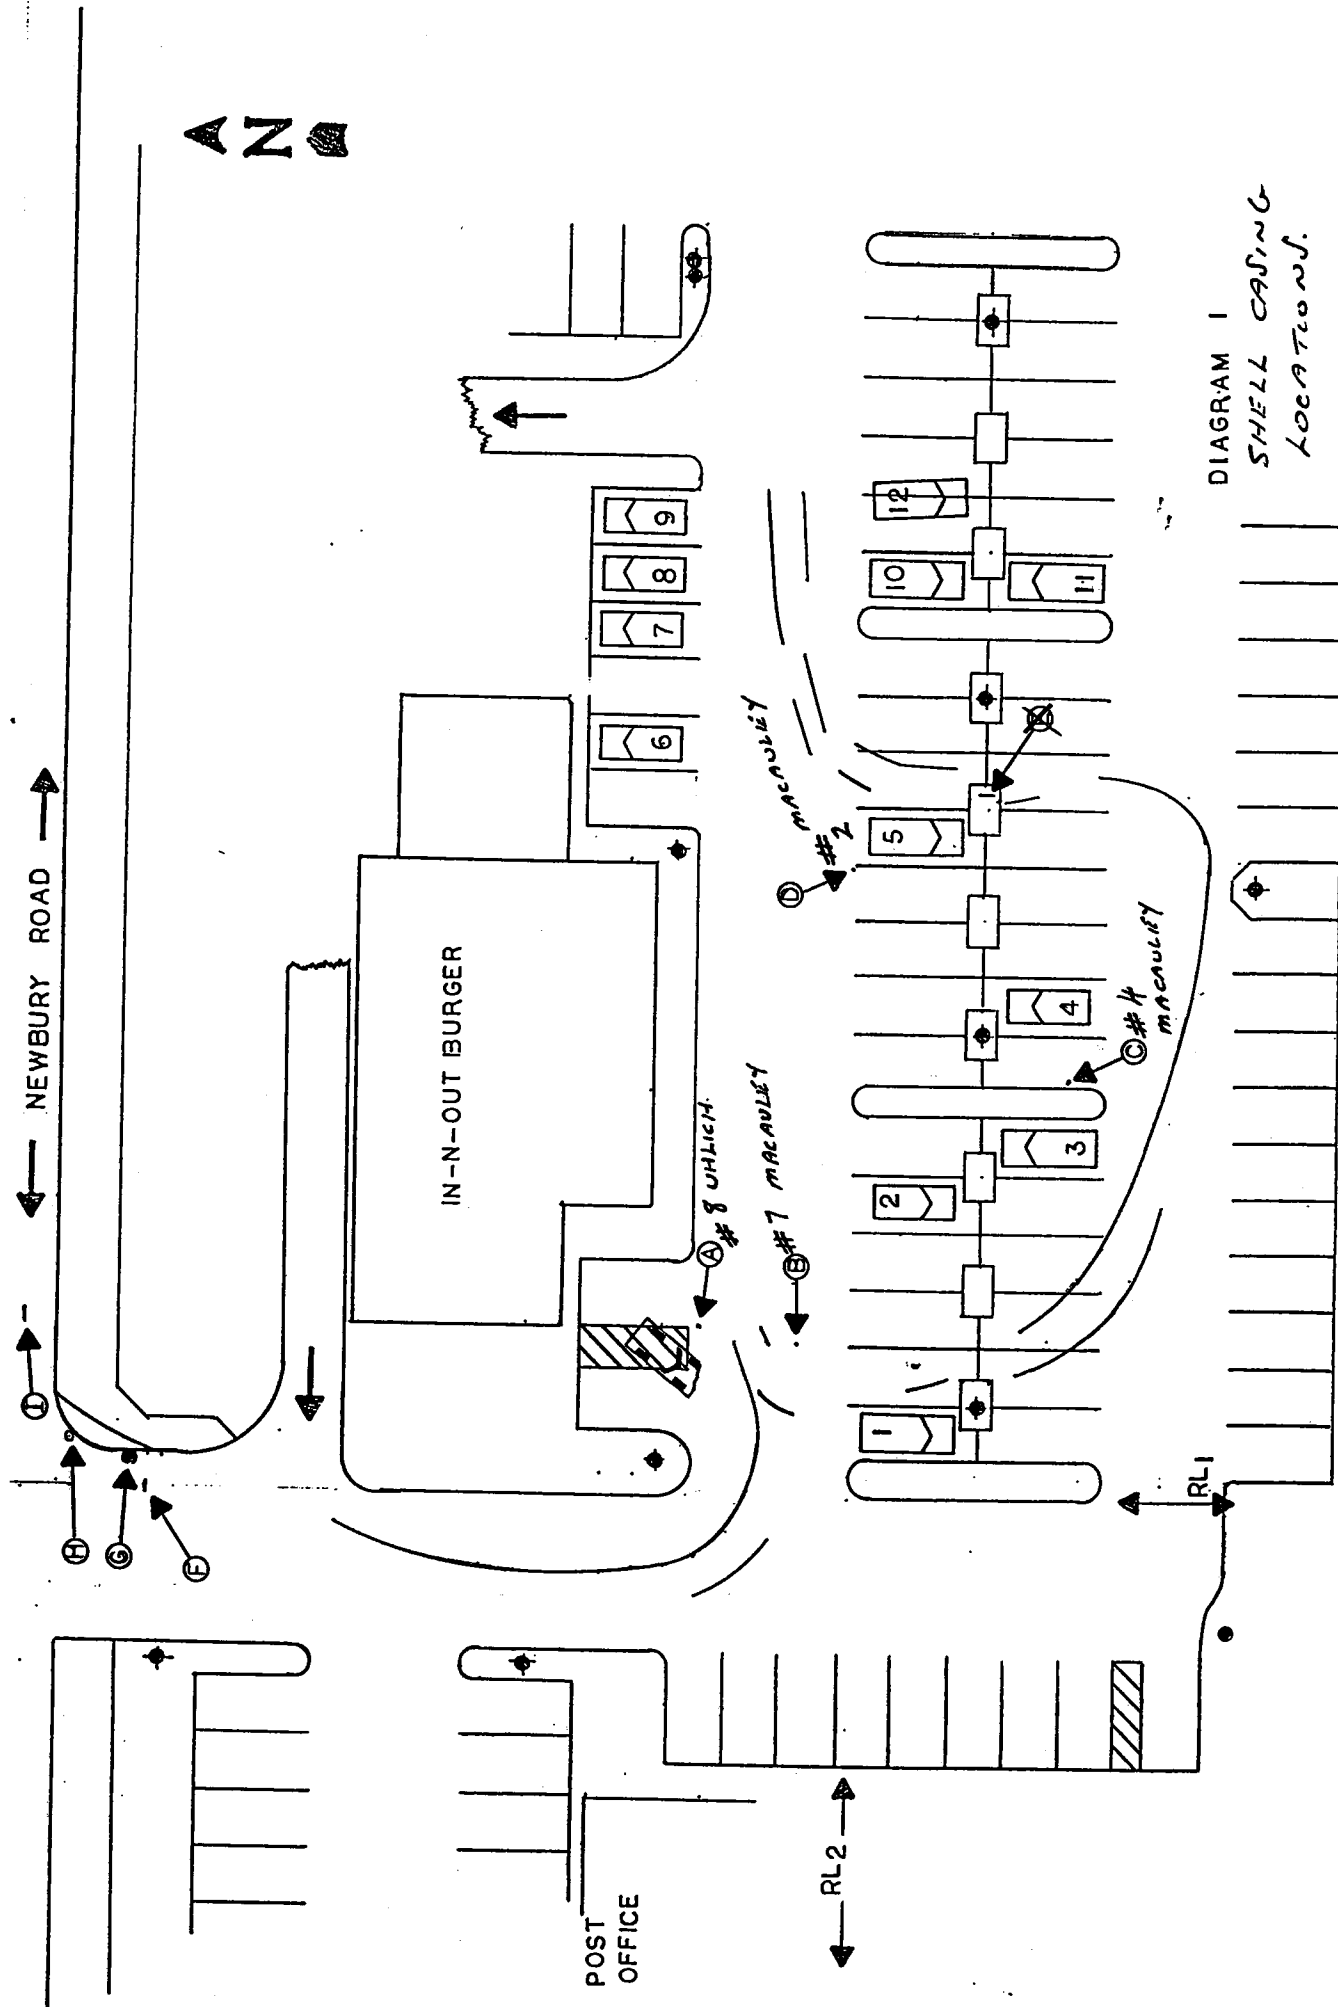 NEWBURY ROAD
N
I
H
G
F
IN-N-OUT BURGER
POST
OFFICE
6
7
8
9
A
#8 UHLICH.
B
#7 MACAULEY
D
#2
MACAULEY
1
2
5
10
12
3
4
11
C
#4
MACAULEY
RL1
RL2
DIAGRAM 1
SHELL CASING
LOCATIONS.